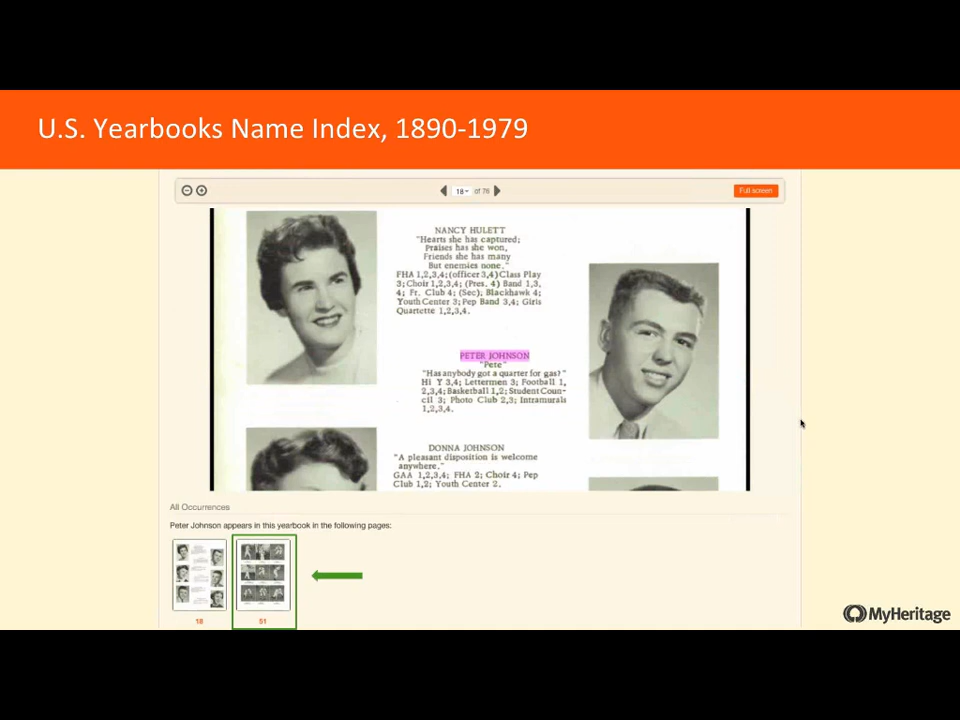 U.S. Yearbooks Name Index, 1890-1979
18 of 76
Full screen
NANCY HULETT
"Hearts she has captured;
Praises has she won,
Friends she has many
But enemies none."
FHA 1,2,3,4; (officer 3,4) Class Play
3; Choir 1,2,3,4; (Pres. 4) Band 1,3,
4; Fr. Club 4; (Sec); Blackhawk 4;
Youth Center 3; Pep Band 3,4; Girls
Quartette 1,2,3,4.
PETER JOHNSON
"Pete"
"Has anybody got a quarter for gas?"
Hi Y 3,4; Lettermen 3; Football 1,
2,3,4; Basketball 1,2; Student Coun-
cil 3; Photo Club 2,3; Intramurals
1,2,3,4.
DONNA JOHNSON
"A pleasant disposition is welcome
anywhere."
GAA 1,2,3,4; FHA 2; Choir 4; Pep
Club 1,2; Youth Center 2.
All Occurrences
Peter Johnson appears in this yearbook in the following pages:
18
51
MyHeritage